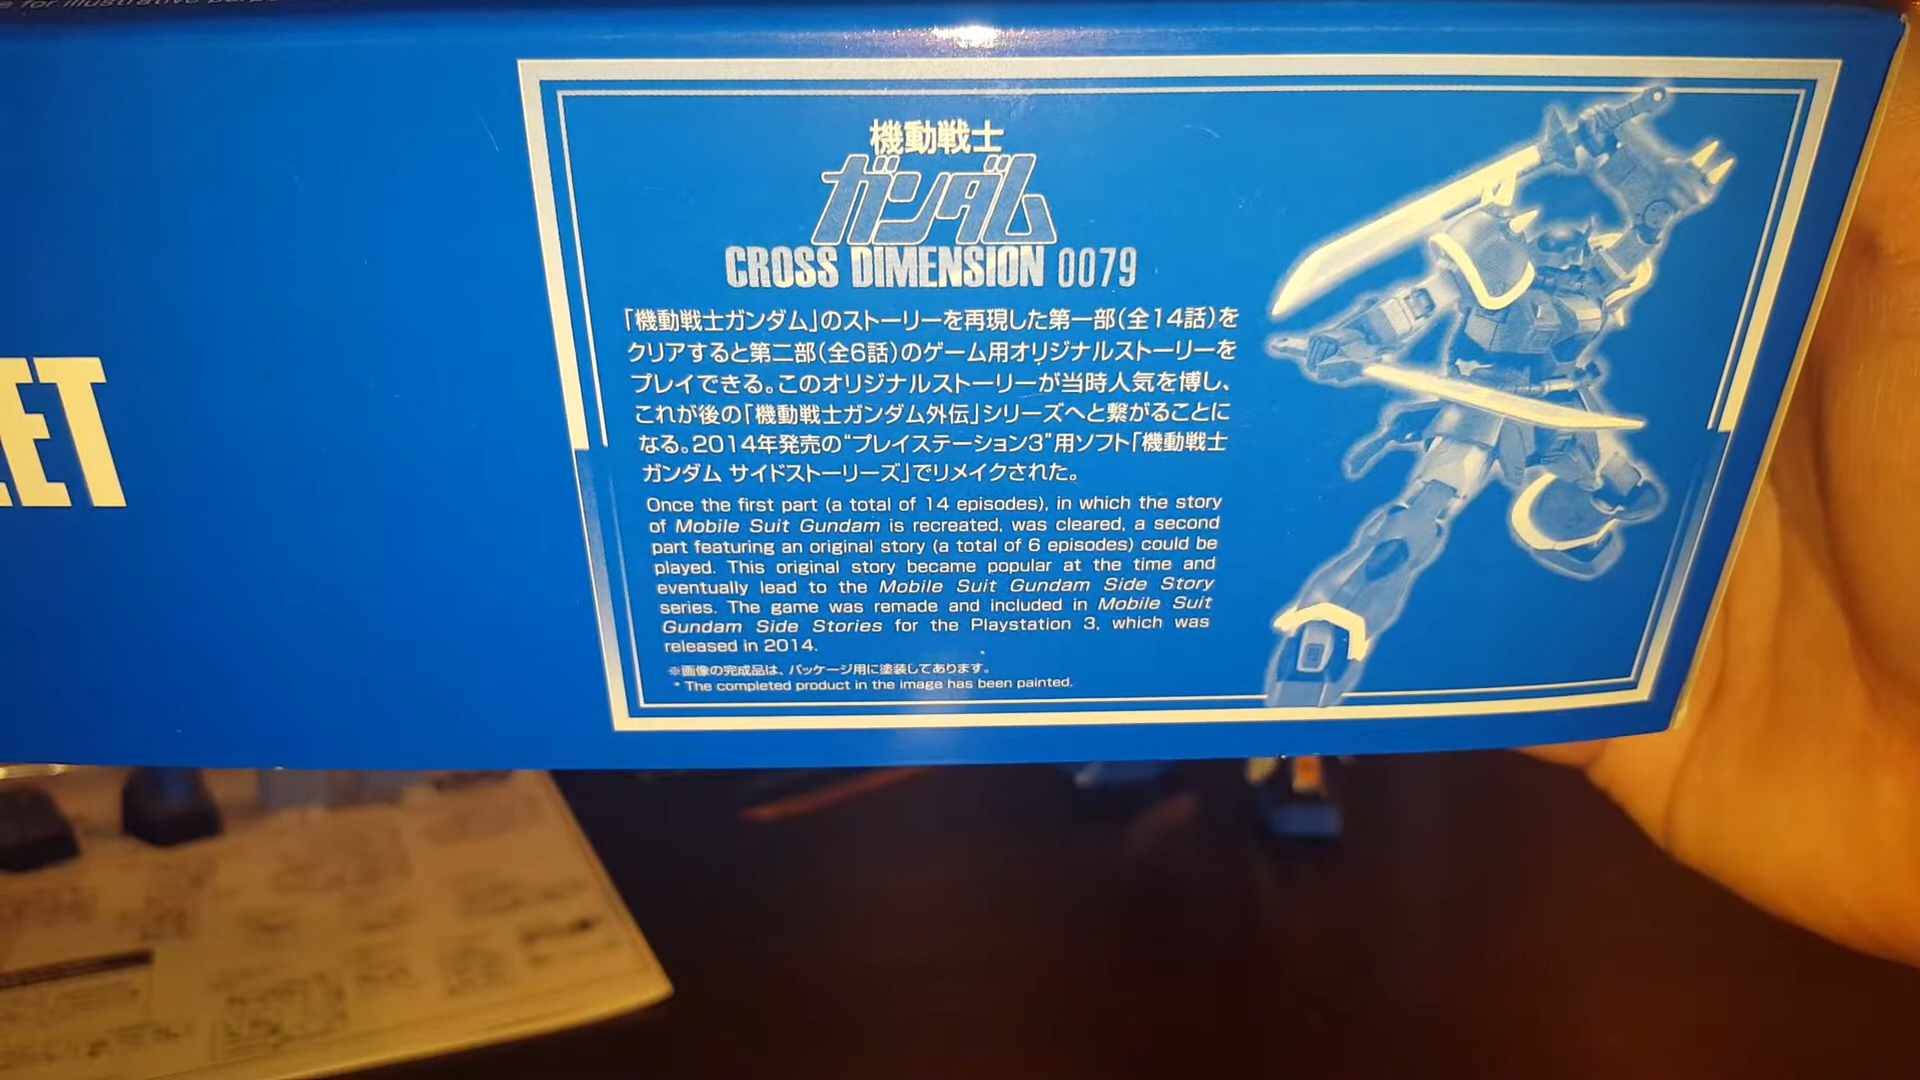 for illustrative
ET
機動戦士
ガンダム
CROSS DIMENSION 0079
「機動戦士ガンダム」のストーリーを再現した第一部(全14話)を
クリアすると第二部(全6話)のゲーム用オリジナルストーリーを
プレイできる。このオリジナルストーリーが当時人気を博し、
これが後の「機動戦士ガンダム外伝」シリーズへと繋がることに
なる。2014年発売の“プレイステーション3”用ソフト「機動戦士
ガンダム サイドストーリーズ」でリメイクされた。
Once the first part (a total of 14 episodes), in which the story
of Mobile Suit Gundam is recreated, was cleared, a second
part featuring an original story (a total of 6 episodes) could be
played. This original story became popular at the time and
eventually lead to the Mobile Suit Gundam Side Story
series. The game was remade and included in Mobile Suit
Gundam Side Stories for the Playstation 3, which was
released in 2014.
※画像の完成品は、パッケージ用に塗装してあります。
* The completed product in the image has been painted.